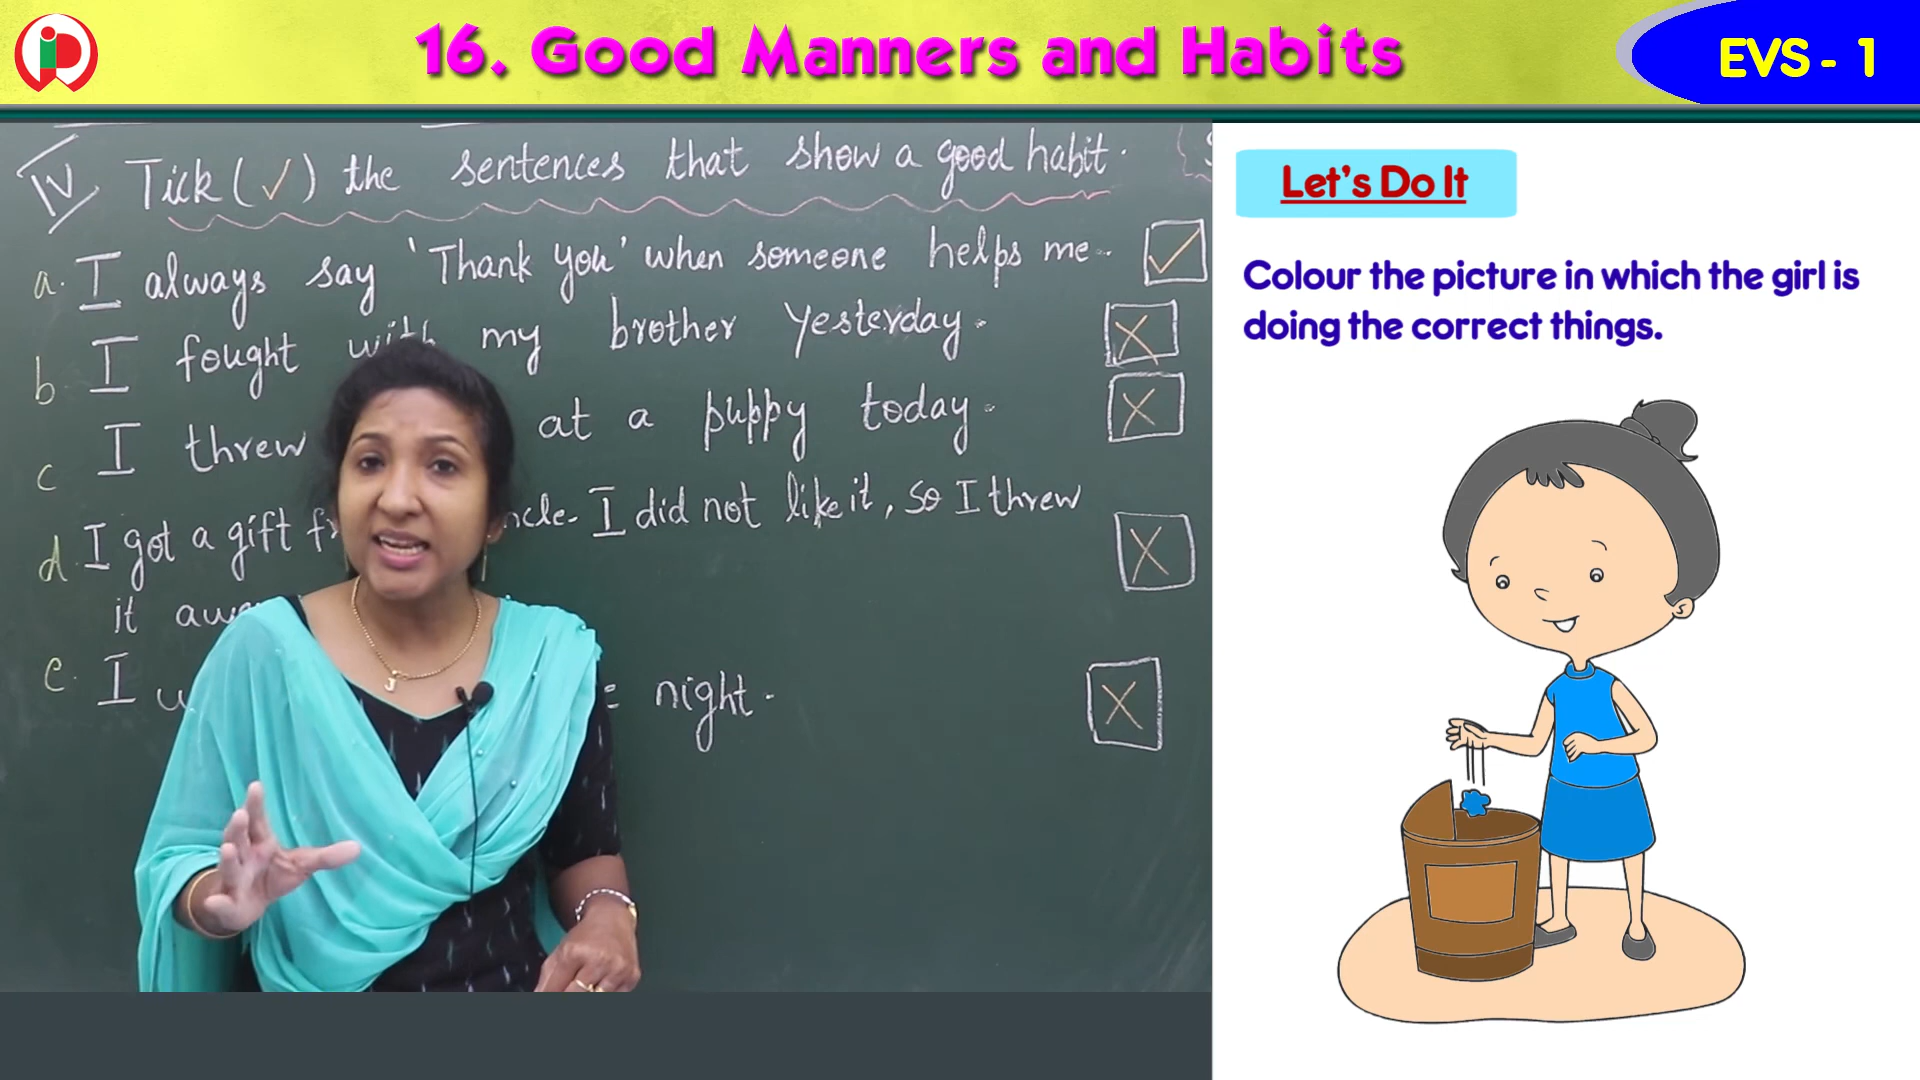 16. Good Manners and Habits
EVS - 1
IV Tick (✓) the sentences that show a good habit.
a. I always say 'Thank you' when someone helps me.
b I fought with my brother yesterday.
c I threw at a puppy today.
d. I got a gift ncle. I did not like it, so I threw
it
e. I night.
Let's Do It
Colour the picture in which the girl is
doing the correct things.
J